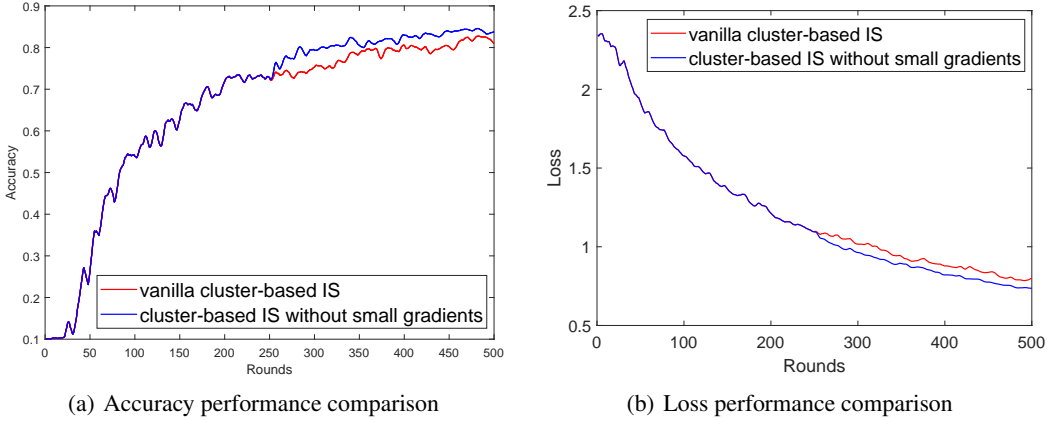 0.9
0.8
0.7
0.6
0.5
0.4
0.3
0.2
0.1
Accuracy
vanilla cluster-based IS
cluster-based IS without small gradients
0 50 100 150 200 250 300 350 400 450 500
Rounds
(a) Accuracy performance comparison
2.5
2
1.5
1
0.5
Loss
vanilla cluster-based IS
cluster-based IS without small gradients
0 100 200 300 400 500
Rounds
(b) Loss performance comparison